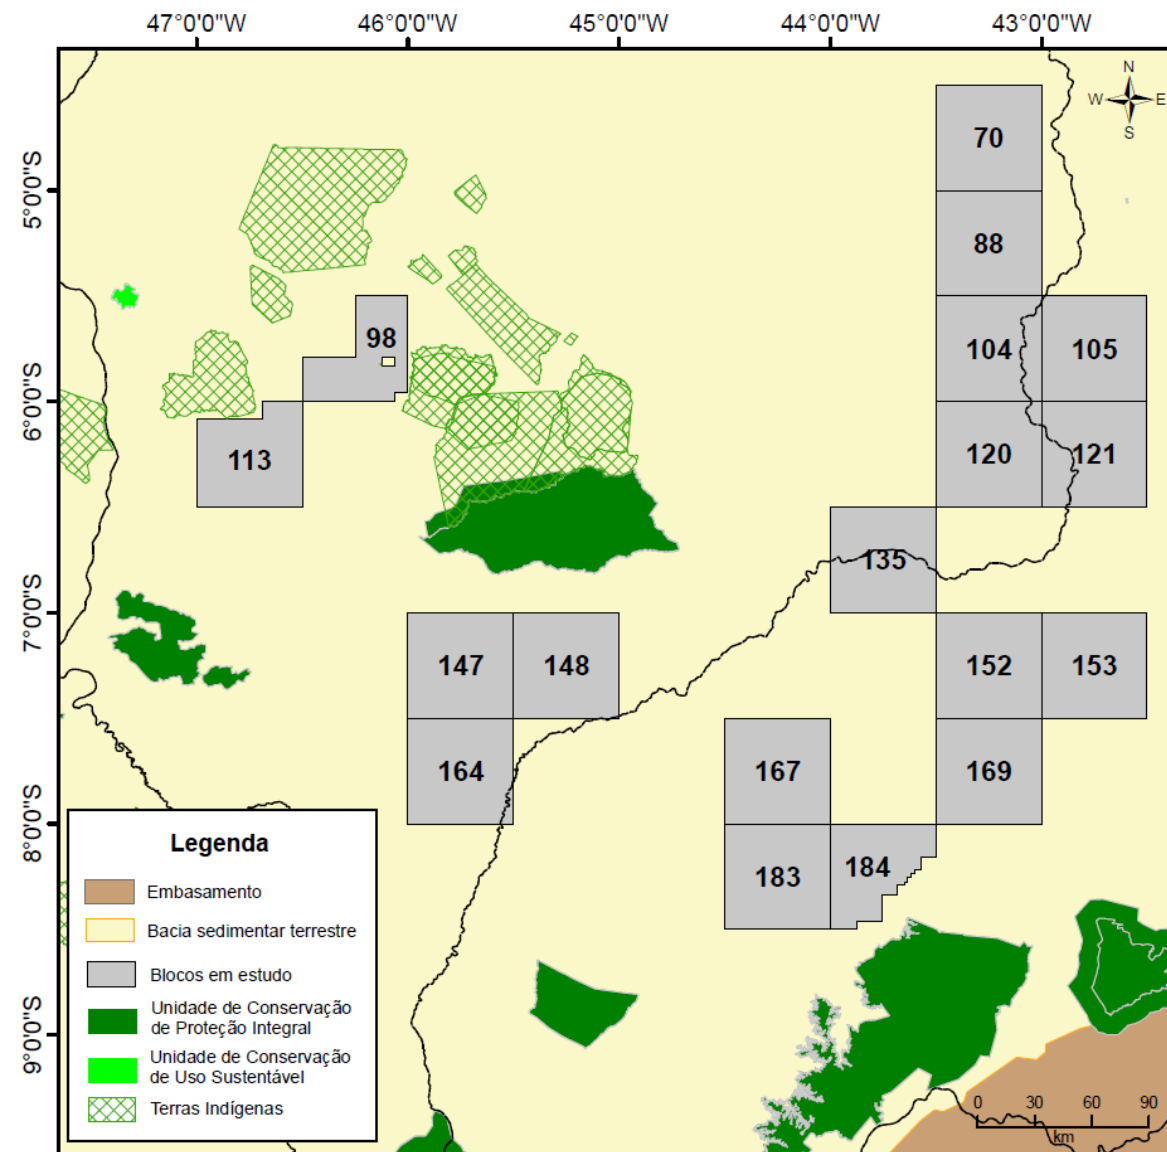 47°0'0"W 46°0'0"W 45°0'0"W 44°0'0"W 43°0'0"W
N
W E
S
5°0'0"S
6°0'0"S
7°0'0"S
8°0'0"S
9°0'0"S
70
88
98
104 105
113
120 121
135
147 148
152 153
164
167
169
183
184
Legenda
Embasamento
Bacia sedimentar terrestre
Blocos em estudo
Unidade de Conservação
de Proteção Integral
Unidade de Conservação
de Uso Sustentável
Terras Indígenas
0 30 60 90
km